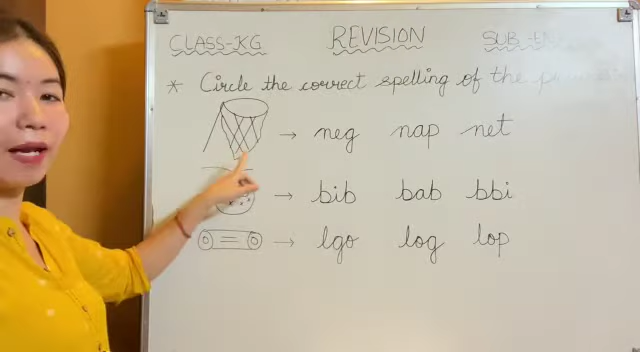 CLASS-KG REVISION SUB-
* Circle the correct spelling of the
→ neg nap net
→ bib bab bbi
→ lgo log lop